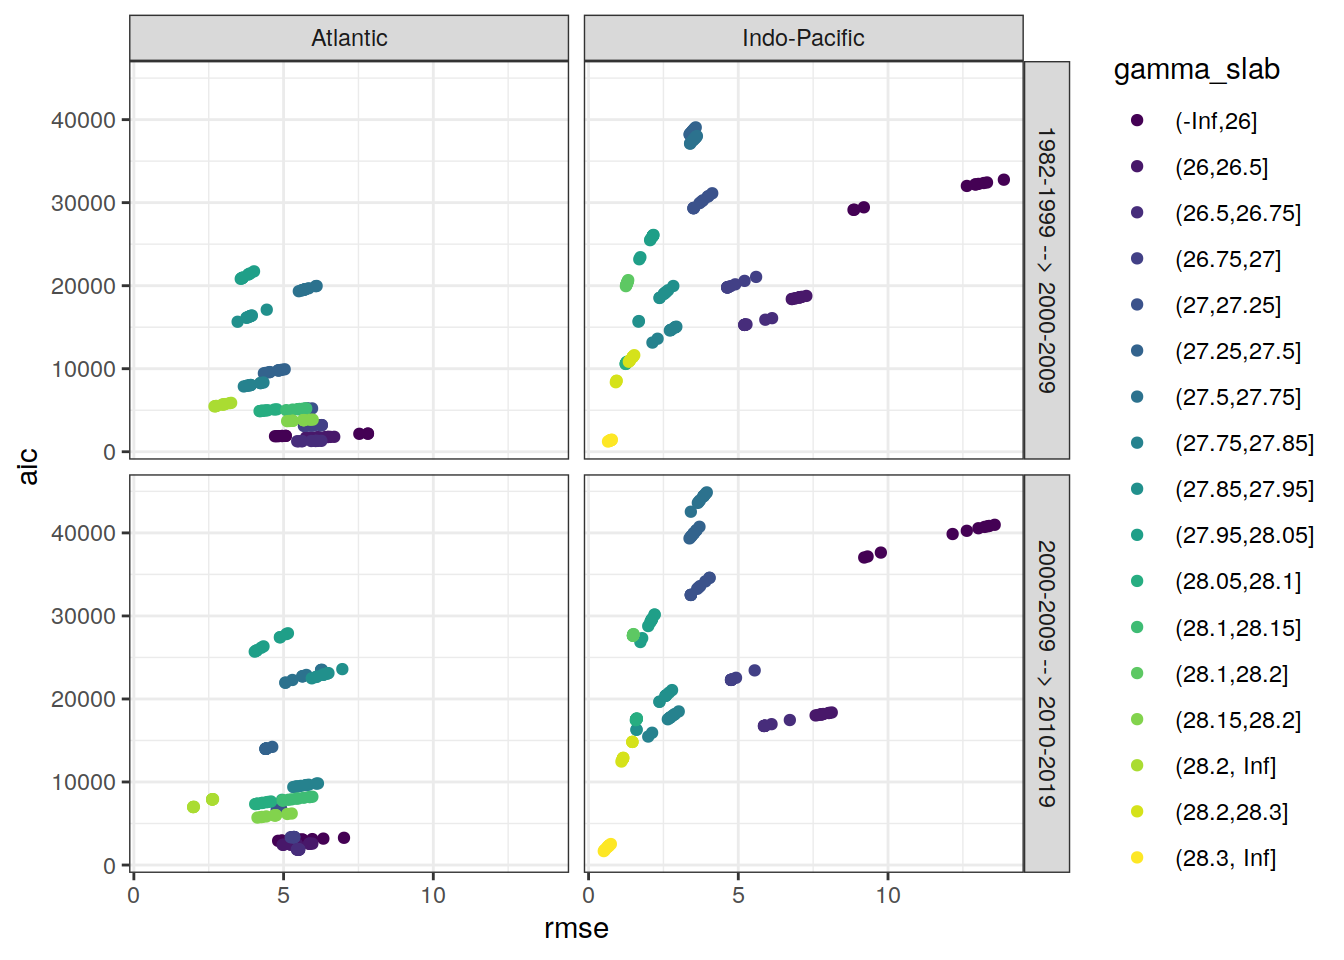 Atlantic
Indo-Pacific
gamma_slab
(-Inf,26]
(26,26.5]
(26.5,26.75]
(26.75,27]
(27,27.25]
(27.25,27.5]
(27.5,27.75]
(27.75,27.85]
(27.85,27.95]
(27.95,28.05]
(28.05,28.1]
(28.1,28.15]
(28.1,28.2]
(28.15,28.2]
(28.2, Inf]
(28.2,28.3]
(28.3, Inf]
1982-1999 --> 2000-2009
2000-2009 --> 2010-2019
40000
30000
20000
10000
0
40000
30000
20000
10000
0
aic
0 5 10
0 5 10
rmse